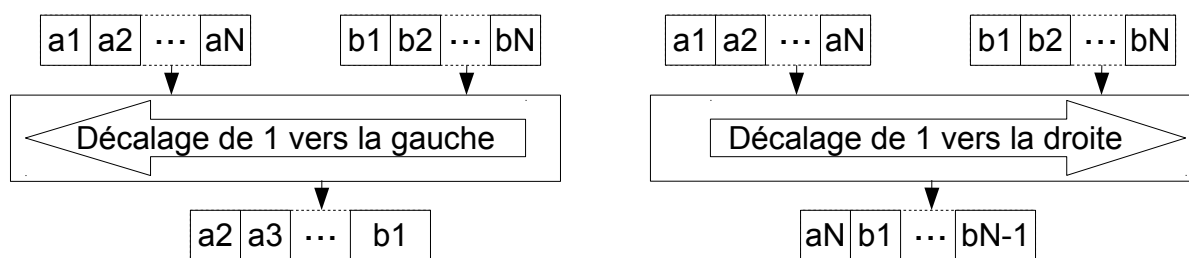 a1 a2 ... aN b1 b2 ... bN a1 a2 ... aN b1 b2 ... bN
Décalage de 1 vers la gauche Décalage de 1 vers la droite
a2 a3 ... b1 aN b1 ... bN-1